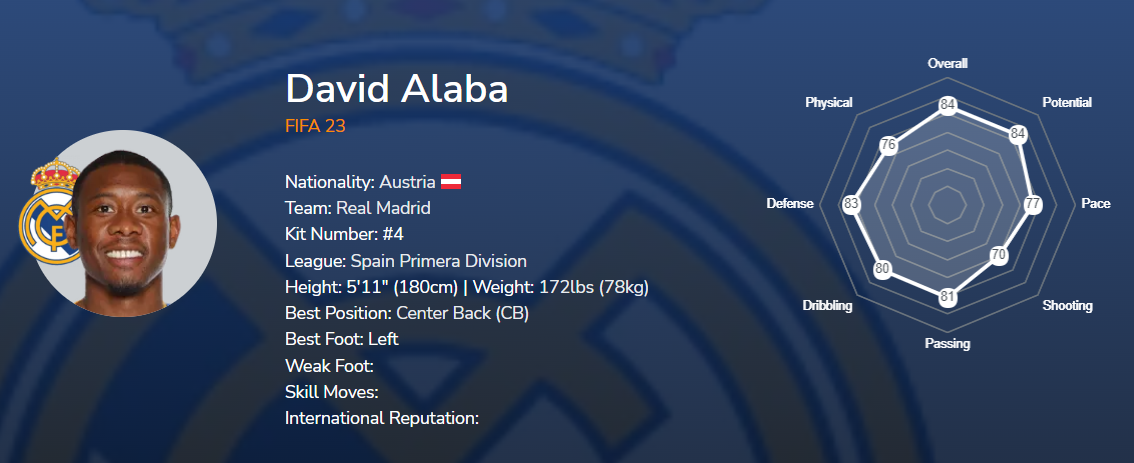 David Alaba
FIFA 23
Nationality: Austria
Team: Real Madrid
Kit Number: #4
League: Spain Primera Division
Height: 5'11" (180cm) | Weight: 172lbs (78kg)
Best Position: Center Back (CB)
Best Foot: Left
Weak Foot:
Skill Moves:
International Reputation:
Overall
84
Potential
84
Pace
77
Shooting
70
Passing
81
Dribbling
80
Defense
83
Physical
76